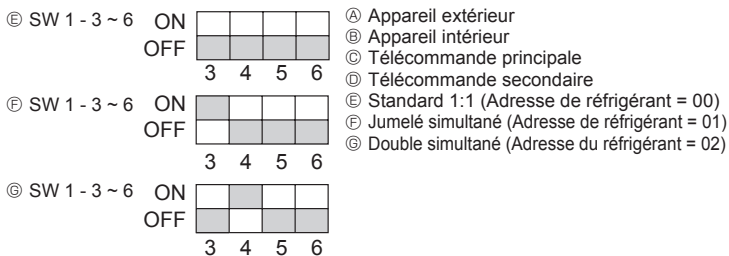 Ⓔ SW 1 - 3 ~ 6 ON
OFF
3 4 5 6
Ⓕ SW 1 - 3 ~ 6 ON
OFF
3 4 5 6
Ⓖ SW 1 - 3 ~ 6 ON
OFF
3 4 5 6
Ⓐ Appareil extérieur
Ⓑ Appareil intérieur
Ⓒ Télécommande principale
Ⓓ Télécommande secondaire
Ⓔ Standard 1:1 (Adresse de réfrigérant = 00)
Ⓕ Jumelé simultané (Adresse de réfrigérant = 01)
Ⓖ Double simultané (Adresse du réfrigérant = 02)